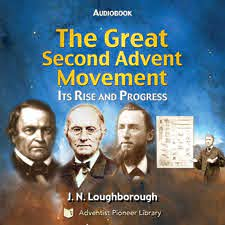 AUDIOBOOK
The Great
Second Advent
Movement
ITS RISE AND PROGRESS
J. N. Loughborough
Adventist Pioneer Library